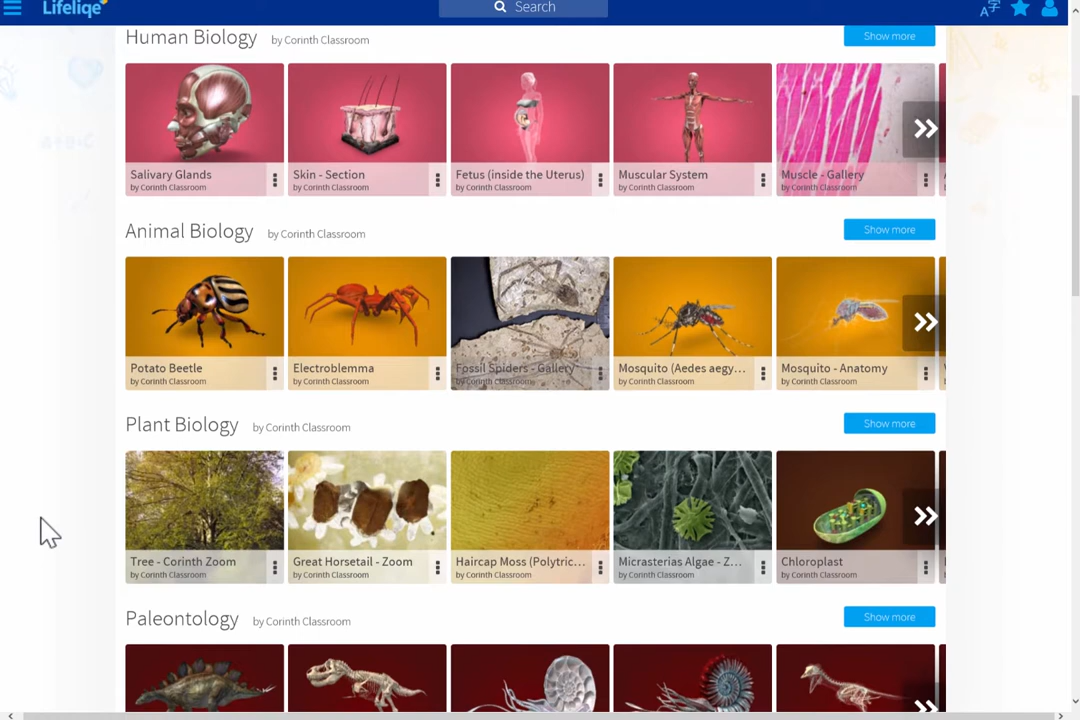 Lifeliqe
Search
Human Biology by Corinth Classroom
Show more
Salivary Glands
by Corinth Classroom
Skin - Section
by Corinth Classroom
Fetus (inside the Uterus)
by Corinth Classroom
Muscular System
by Corinth Classroom
Muscle - Gallery
by Corinth Classroom
Animal Biology by Corinth Classroom
Show more
Potato Beetle
by Corinth Classroom
Electroblemma
by Corinth Classroom
Fossil Spiders - Gallery
by Corinth Classroom
Mosquito (Aedes aegy...
by Corinth Classroom
Mosquito - Anatomy
by Corinth Classroom
Plant Biology by Corinth Classroom
Show more
Tree - Corinth Zoom
by Corinth Classroom
Great Horsetail - Zoom
by Corinth Classroom
Haircap Moss (Polytric...
by Corinth Classroom
Micrasterias Algae - Z...
by Corinth Classroom
Chloroplast
by Corinth Classroom
Paleontology by Corinth Classroom
Show more